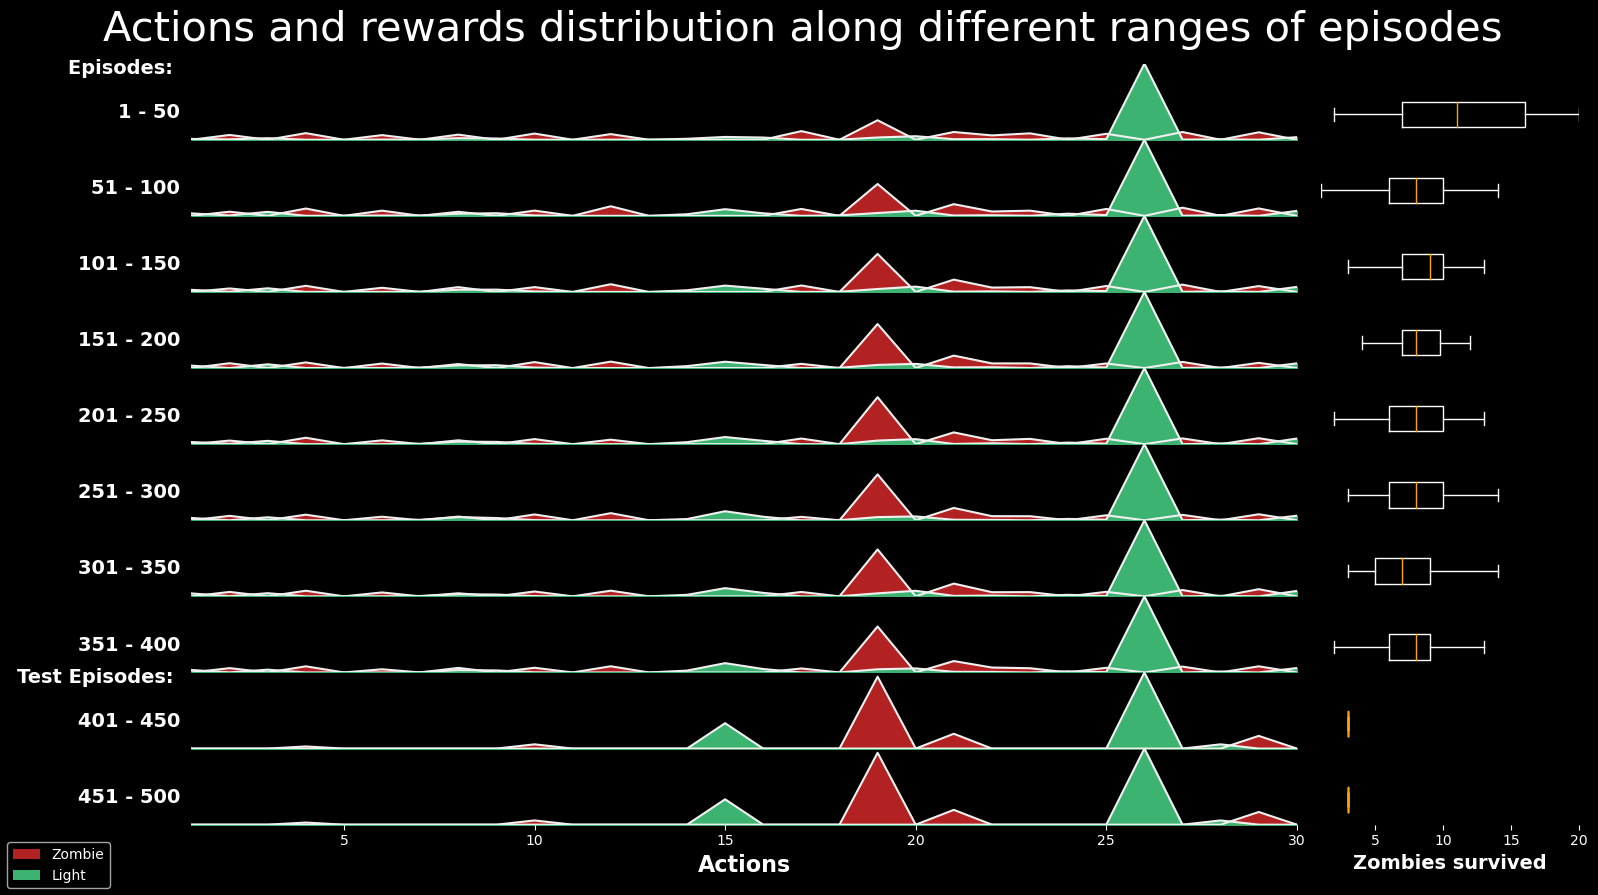 Actions and rewards distribution along different ranges of episodes
Episodes:
1 - 50
51 - 100
101 - 150
151 - 200
201 - 250
251 - 300
301 - 350
351 - 400
Test Episodes:
401 - 450
451 - 500
5 10 15 20 25 30
5 10 15 20
Actions
Zombies survived
Zombie
Light